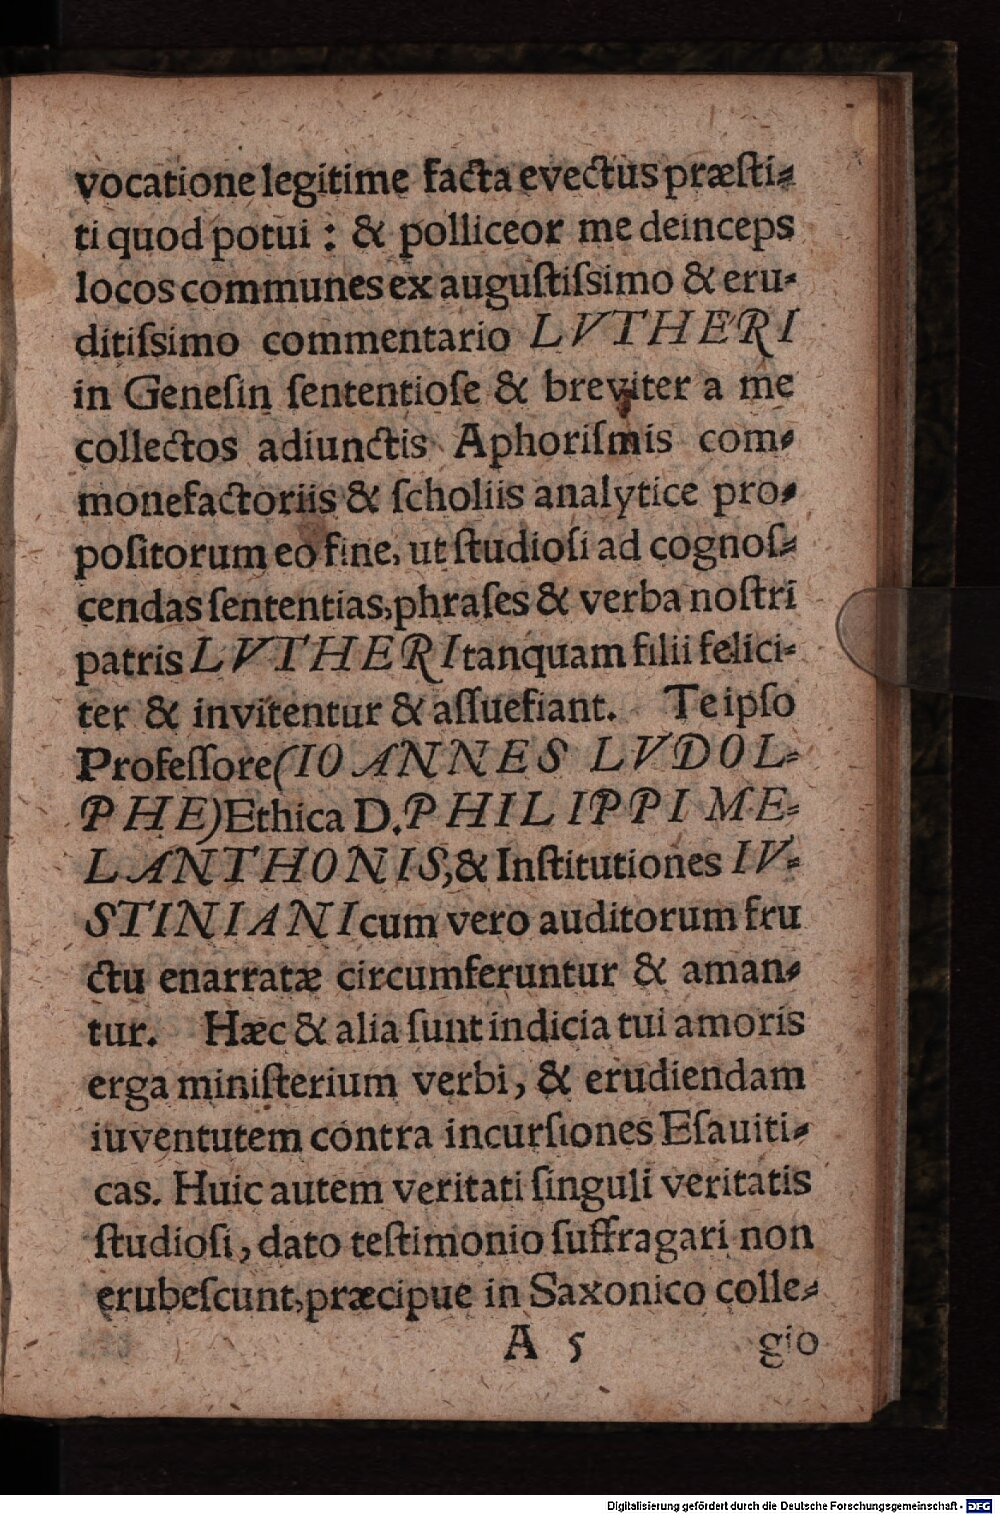 vocatione legitime facta evectus præſti-
ti quod potui : & polliceor me deinceps
locos communes ex auguſtiſsimo & eru-
ditiſsimo commentario LVTHERI
in Geneſin ſententioſe & breviter a me
collectos adiunctis Aphoriſmis com-
monefactoriis & ſcholiis analytice pro-
poſitorum eo fine, ut ſtudioſi ad cognoſ-
cendas ſententias, phraſes & verba noſtri
patris LVTHERI tanquam filii felici-
ter & invitentur & aſſuefiant. Te ipſo
Profeſſore (IOANNES LVDOL-
PHE) Ethica D. PHILIPPI ME-
LANTHONIS, & Inſtitutiones IV-
STINIANI cum vero auditorum fru
ctu enarratæ circumferuntur & aman-
tur. Hæc & alia ſunt indicia tui amoris
erga miniſterium verbi, & erudiendam
iuventutem contra incurſiones Eſauiti-
cas. Huic autem veritati ſinguli veritatis
ſtudioſi, dato teſtimonio ſuffragari non
erubeſcunt, præcipue in Saxonico colle-
A 5 gio
Digitalisierung gefördert durch die Deutsche Forschungsgemeinschaft - DFG